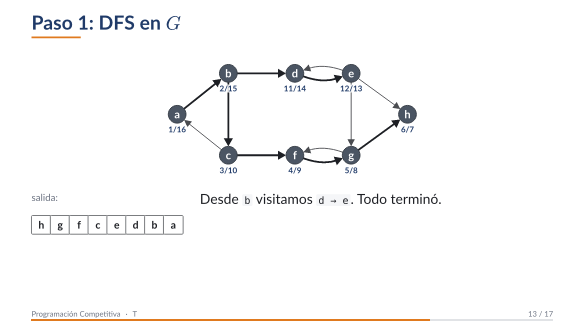 Paso 1: DFS en G
b
d
e
2/15
11/14
12/13
a
h
1/16
6/7
c
f
g
3/10
4/9
5/8
salida:
Desde b visitamos d → e. Todo terminó.
h g f c e d b a
Programación Competitiva · T
13 / 17